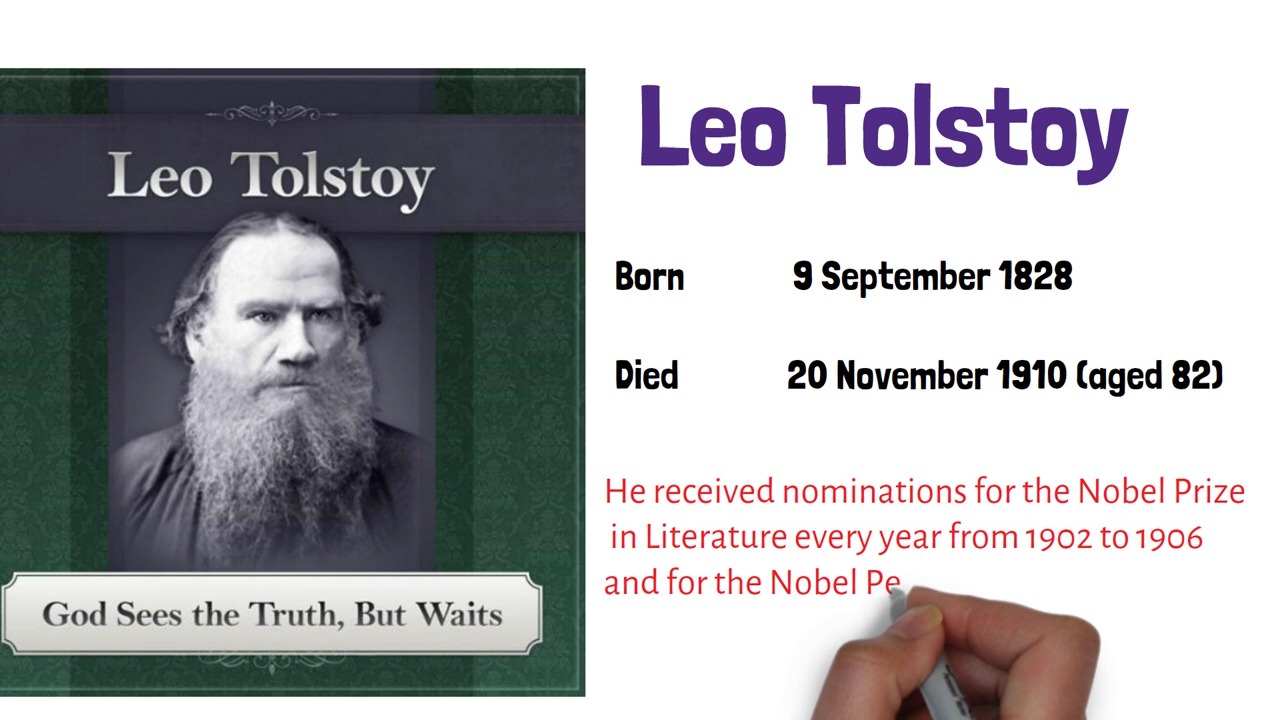 Leo Tolstoy
God Sees the Truth, But Waits
Leo Tolstoy
Born 9 September 1828
Died 20 November 1910 (aged 82)
He received nominations for the Nobel Prize
in Literature every year from 1902 to 1906
and for the Nobel Pe